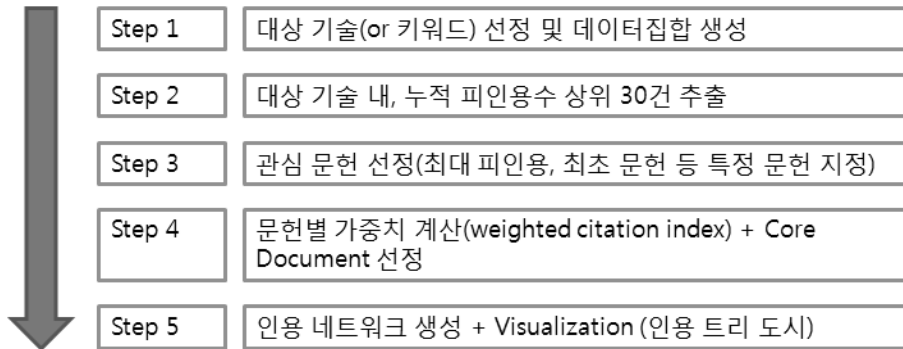 Step 1
대상 기술(or 키워드) 선정 및 데이터집합 생성
Step 2
대상 기술 내, 누적 피인용수 상위 30건 추출
Step 3
관심 문헌 선정(최대 피인용, 최초 문헌 등 특정 문헌 지정)
Step 4
문헌별 가중치 계산(weighted citation index) + Core
Document 선정
Step 5
인용 네트워크 생성 + Visualization (인용 트리 도시)